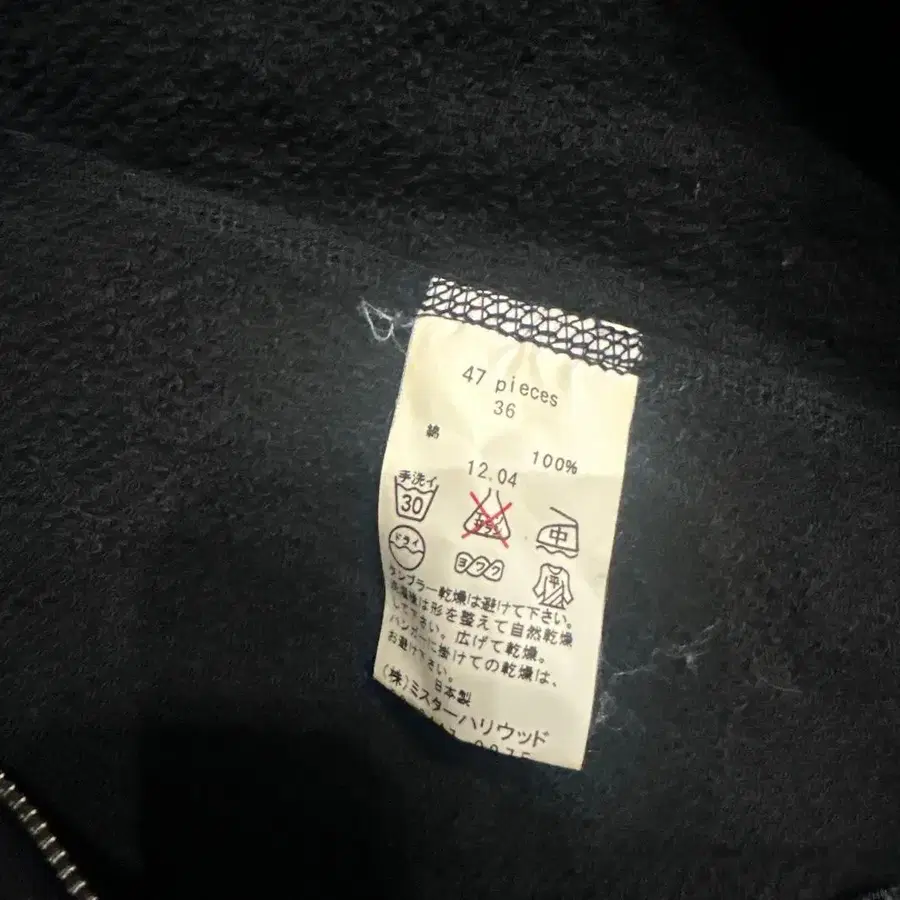 47 pieces
36
綿 100%
12.04
手洗イ
30
中
ドライ
ヨワク
平
タンブラー乾燥は避けて下さい。
洗濯後は形を整えて自然乾燥
して下さい。広げて乾燥。
ハンガーに掛けての乾燥は、
お避け下さい。
日本製
(株)ミスターハリウッド